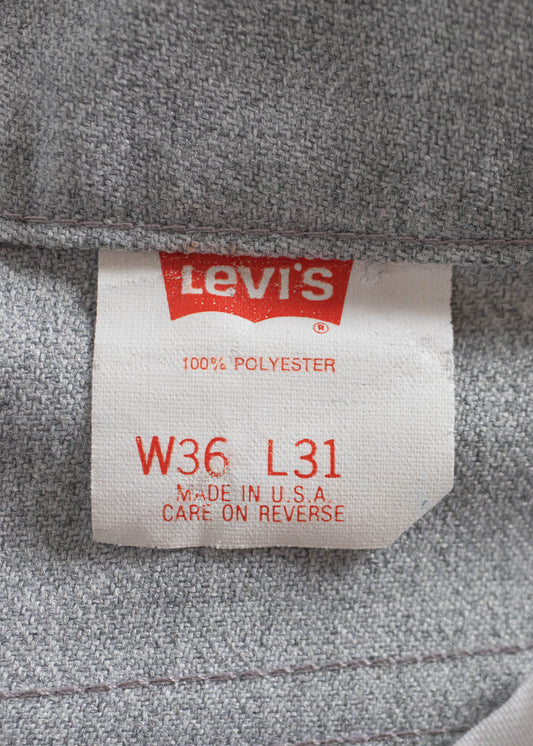 Levi's
®
100% POLYESTER
W36 L31
MADE IN U.S.A.
CARE ON REVERSE